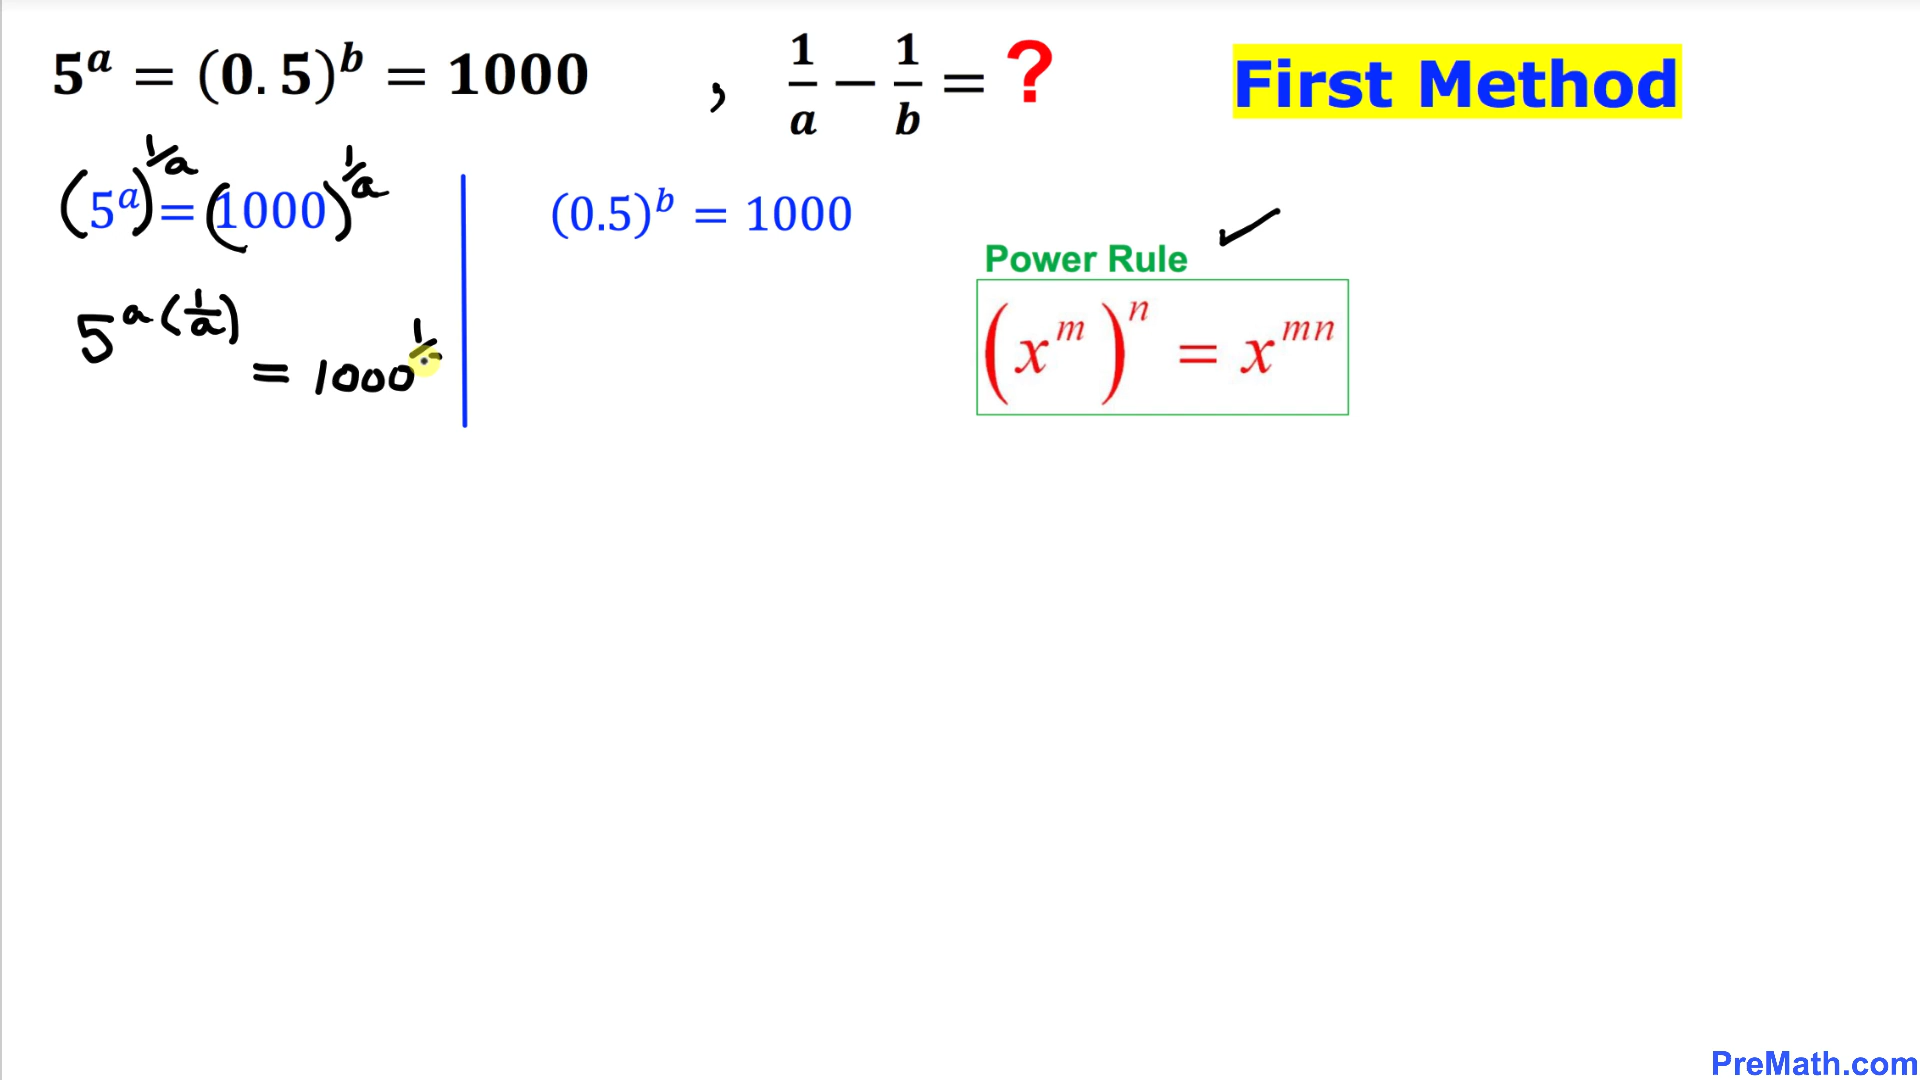 5^a = (0.5)^b = 1000 , 1/a − 1/b = ?
First Method
(5^a)^(1/a) = (1000)^(1/a)
(0.5)^b = 1000
Power Rule ✓
(x^m)^n = x^(mn)
5^(a(1/a)) = 1000^(1/
PreMath.com